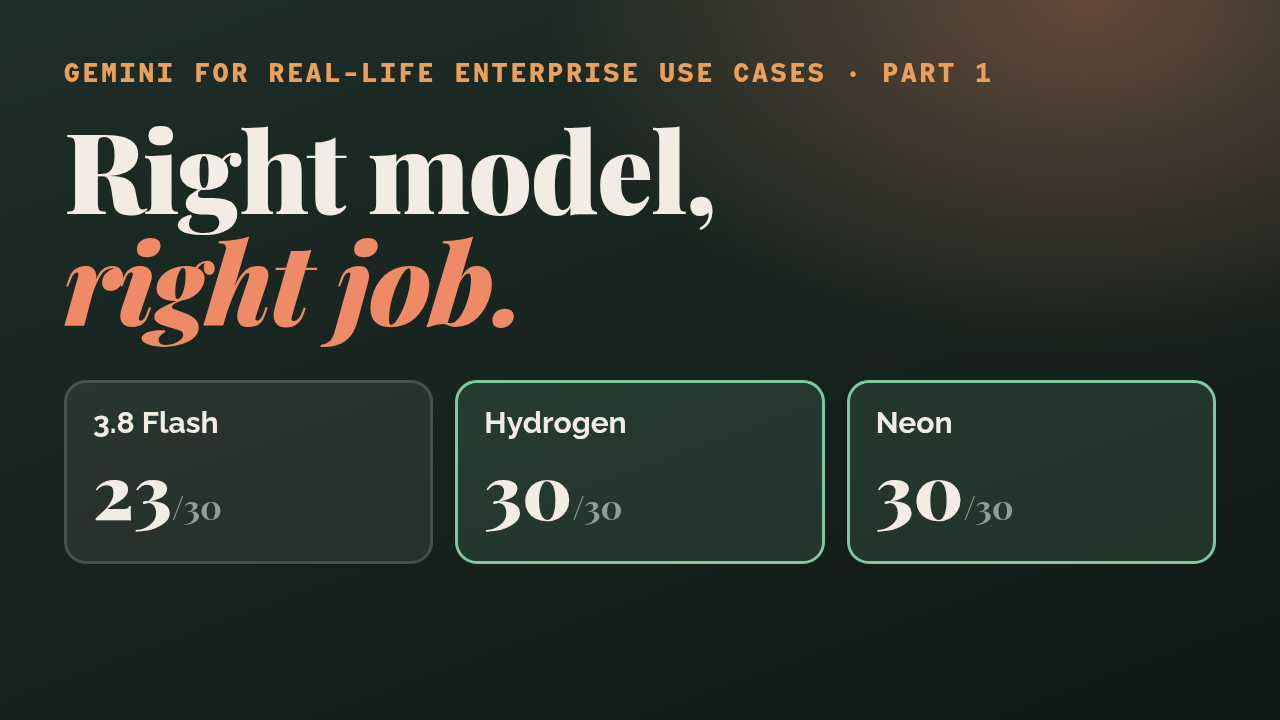 GEMINI FOR REAL-LIFE ENTERPRISE USE CASES · PART 1
Right model,
right job.
3.8 Flash
23/30
Hydrogen
30/30
Neon
30/30